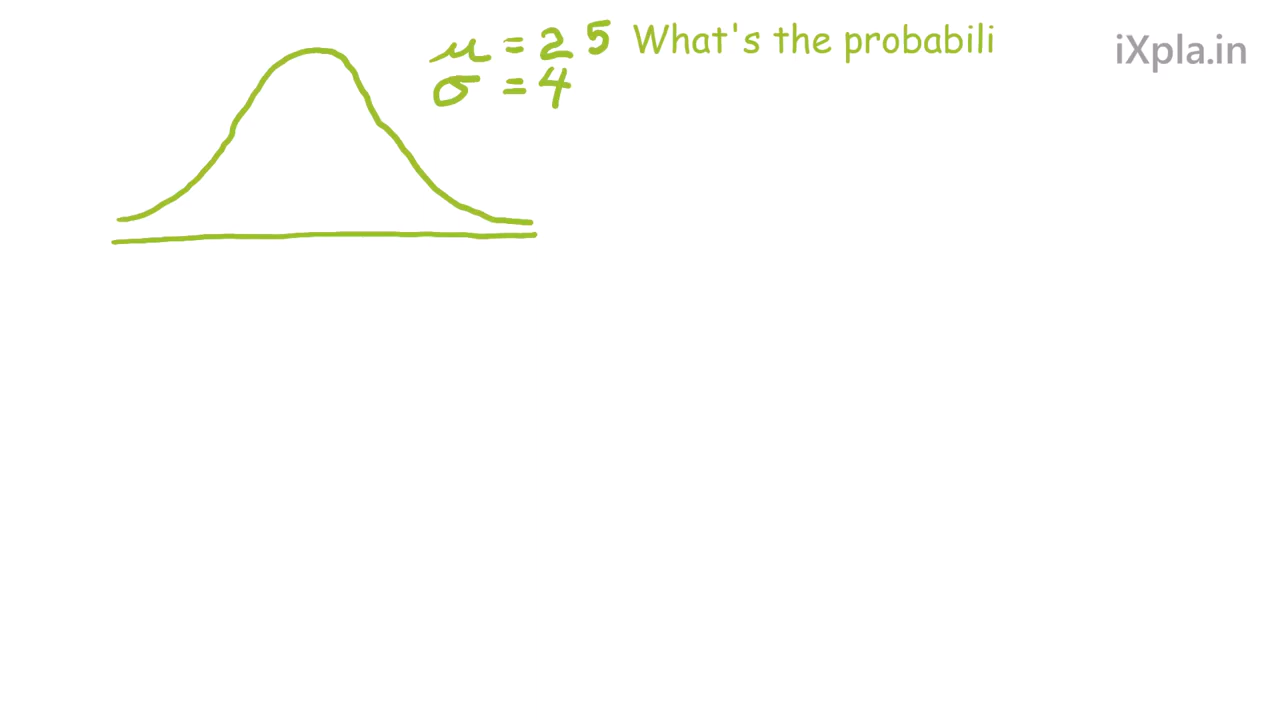 μ = 25 What's the probabili
σ = 4
iXpla.in